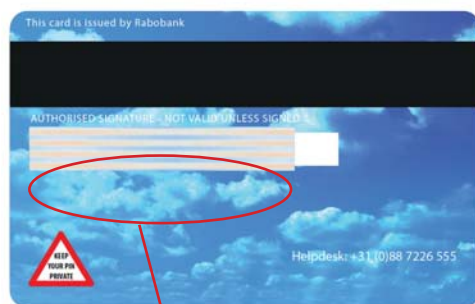 This card is issued by Rabobank
AUTHORISED SIGNATURE - NOT VALID UNLESS SIGNED
KEEP
YOUR PIN
PRIVATE
Helpdesk: +31 (0)88 7226 555